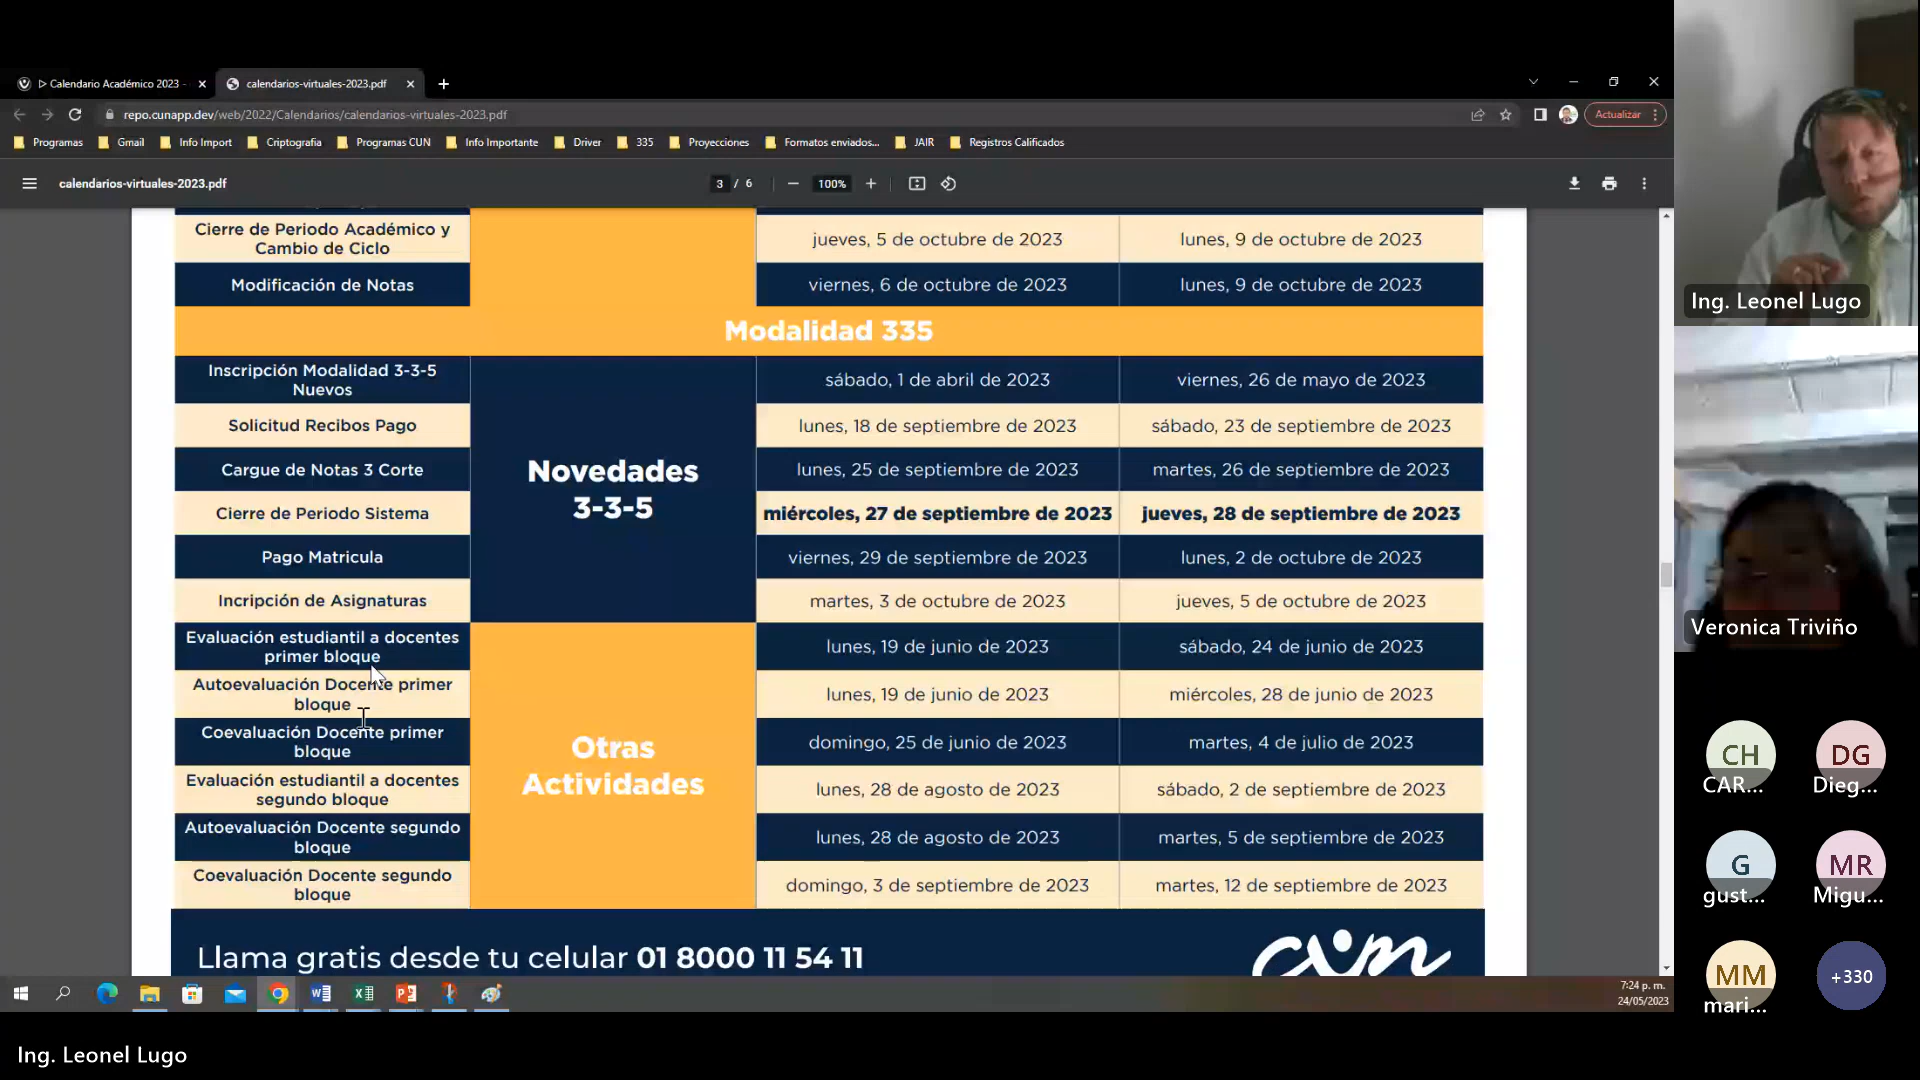 ▷ Calendario Académico 2023 -
calendarios-virtuales-2023.pdf
repo.cunapp.dev/web/2022/Calendarios/calendarios-virtuales-2023.pdf
Actualizar
Programas
Gmail
Info Import
Criptografia
Programas CUN
Info Importante
Driver
335
Proyecciones
Formatos enviados...
JAIR
Registros Calificados
calendarios-virtuales-2023.pdf
3 / 6
100%
Cierre de Periodo Académico y
Cambio de Ciclo
jueves, 5 de octubre de 2023
lunes, 9 de octubre de 2023
Modificación de Notas
viernes, 6 de octubre de 2023
lunes, 9 de octubre de 2023
Modalidad 335
Novedades
3-3-5
Inscripción Modalidad 3-3-5
Nuevos
sábado, 1 de abril de 2023
viernes, 26 de mayo de 2023
Solicitud Recibos Pago
lunes, 18 de septiembre de 2023
sábado, 23 de septiembre de 2023
Cargue de Notas 3 Corte
lunes, 25 de septiembre de 2023
martes, 26 de septiembre de 2023
Cierre de Periodo Sistema
miércoles, 27 de septiembre de 2023
jueves, 28 de septiembre de 2023
Pago Matricula
viernes, 29 de septiembre de 2023
lunes, 2 de octubre de 2023
Incripción de Asignaturas
martes, 3 de octubre de 2023
jueves, 5 de octubre de 2023
Otras
Actividades
Evaluación estudiantil a docentes
primer bloque
lunes, 19 de junio de 2023
sábado, 24 de junio de 2023
Autoevaluación Docente primer
bloque
lunes, 19 de junio de 2023
miércoles, 28 de junio de 2023
Coevaluación Docente primer
bloque
domingo, 25 de junio de 2023
martes, 4 de julio de 2023
Evaluación estudiantil a docentes
segundo bloque
lunes, 28 de agosto de 2023
sábado, 2 de septiembre de 2023
Autoevaluación Docente segundo
bloque
lunes, 28 de agosto de 2023
martes, 5 de septiembre de 2023
Coevaluación Docente segundo
bloque
domingo, 3 de septiembre de 2023
martes, 12 de septiembre de 2023
Llama gratis desde tu celular 01 8000 11 54 11
cun
7:24 p. m.
24/05/2023
Ing. Leonel Lugo
Ing. Leonel Lugo
Veronica Triviño
CH
CAR...
DG
Dieg...
G
gust...
MR
Migu...
MM
mari...
+330